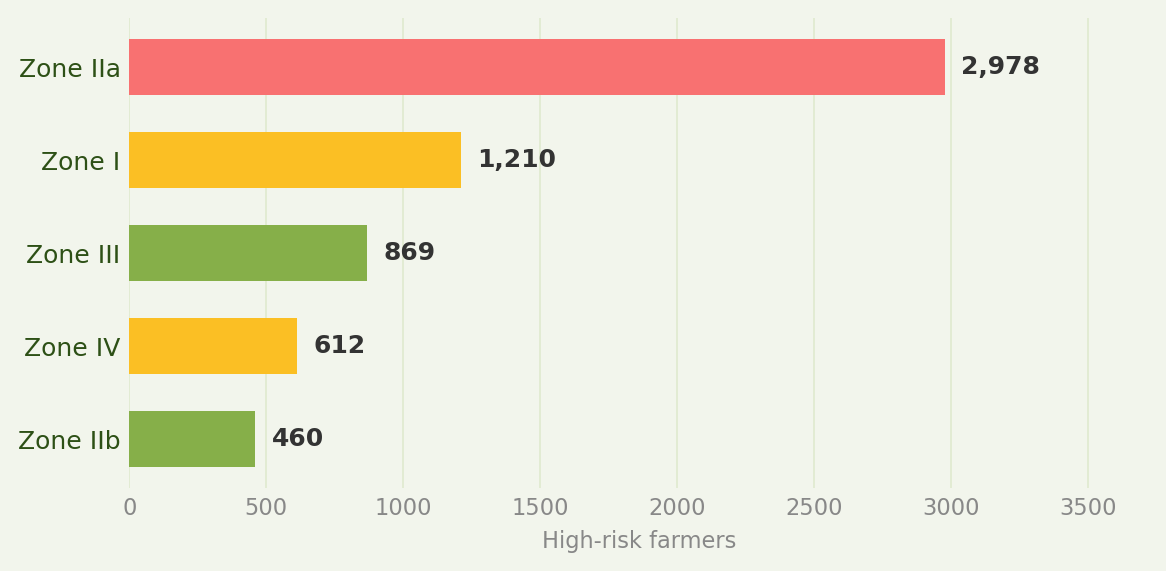 Zone IIa 2,978
Zone I 1,210
Zone III 869
Zone IV 612
Zone IIb 460
0 500 1000 1500 2000 2500 3000 3500
High-risk farmers